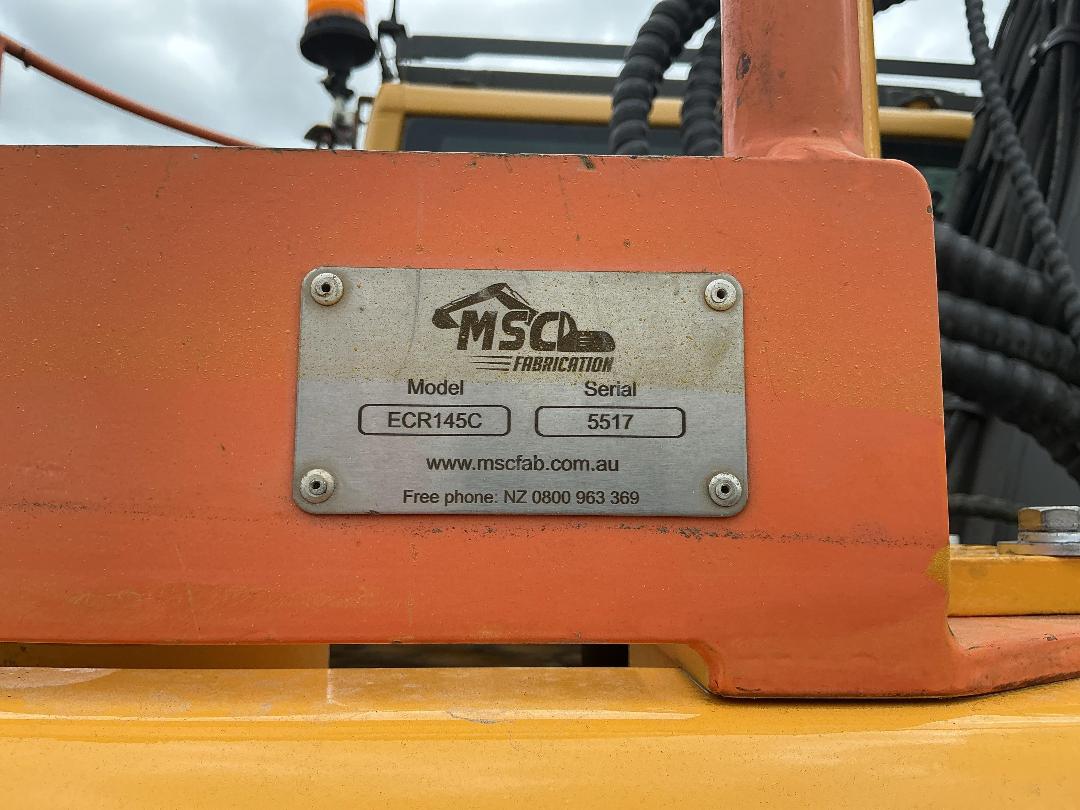 MSC
FABRICATION
Model Serial
ECR145C 5517
www.mscfab.com.au
Free phone: NZ 0800 963 369